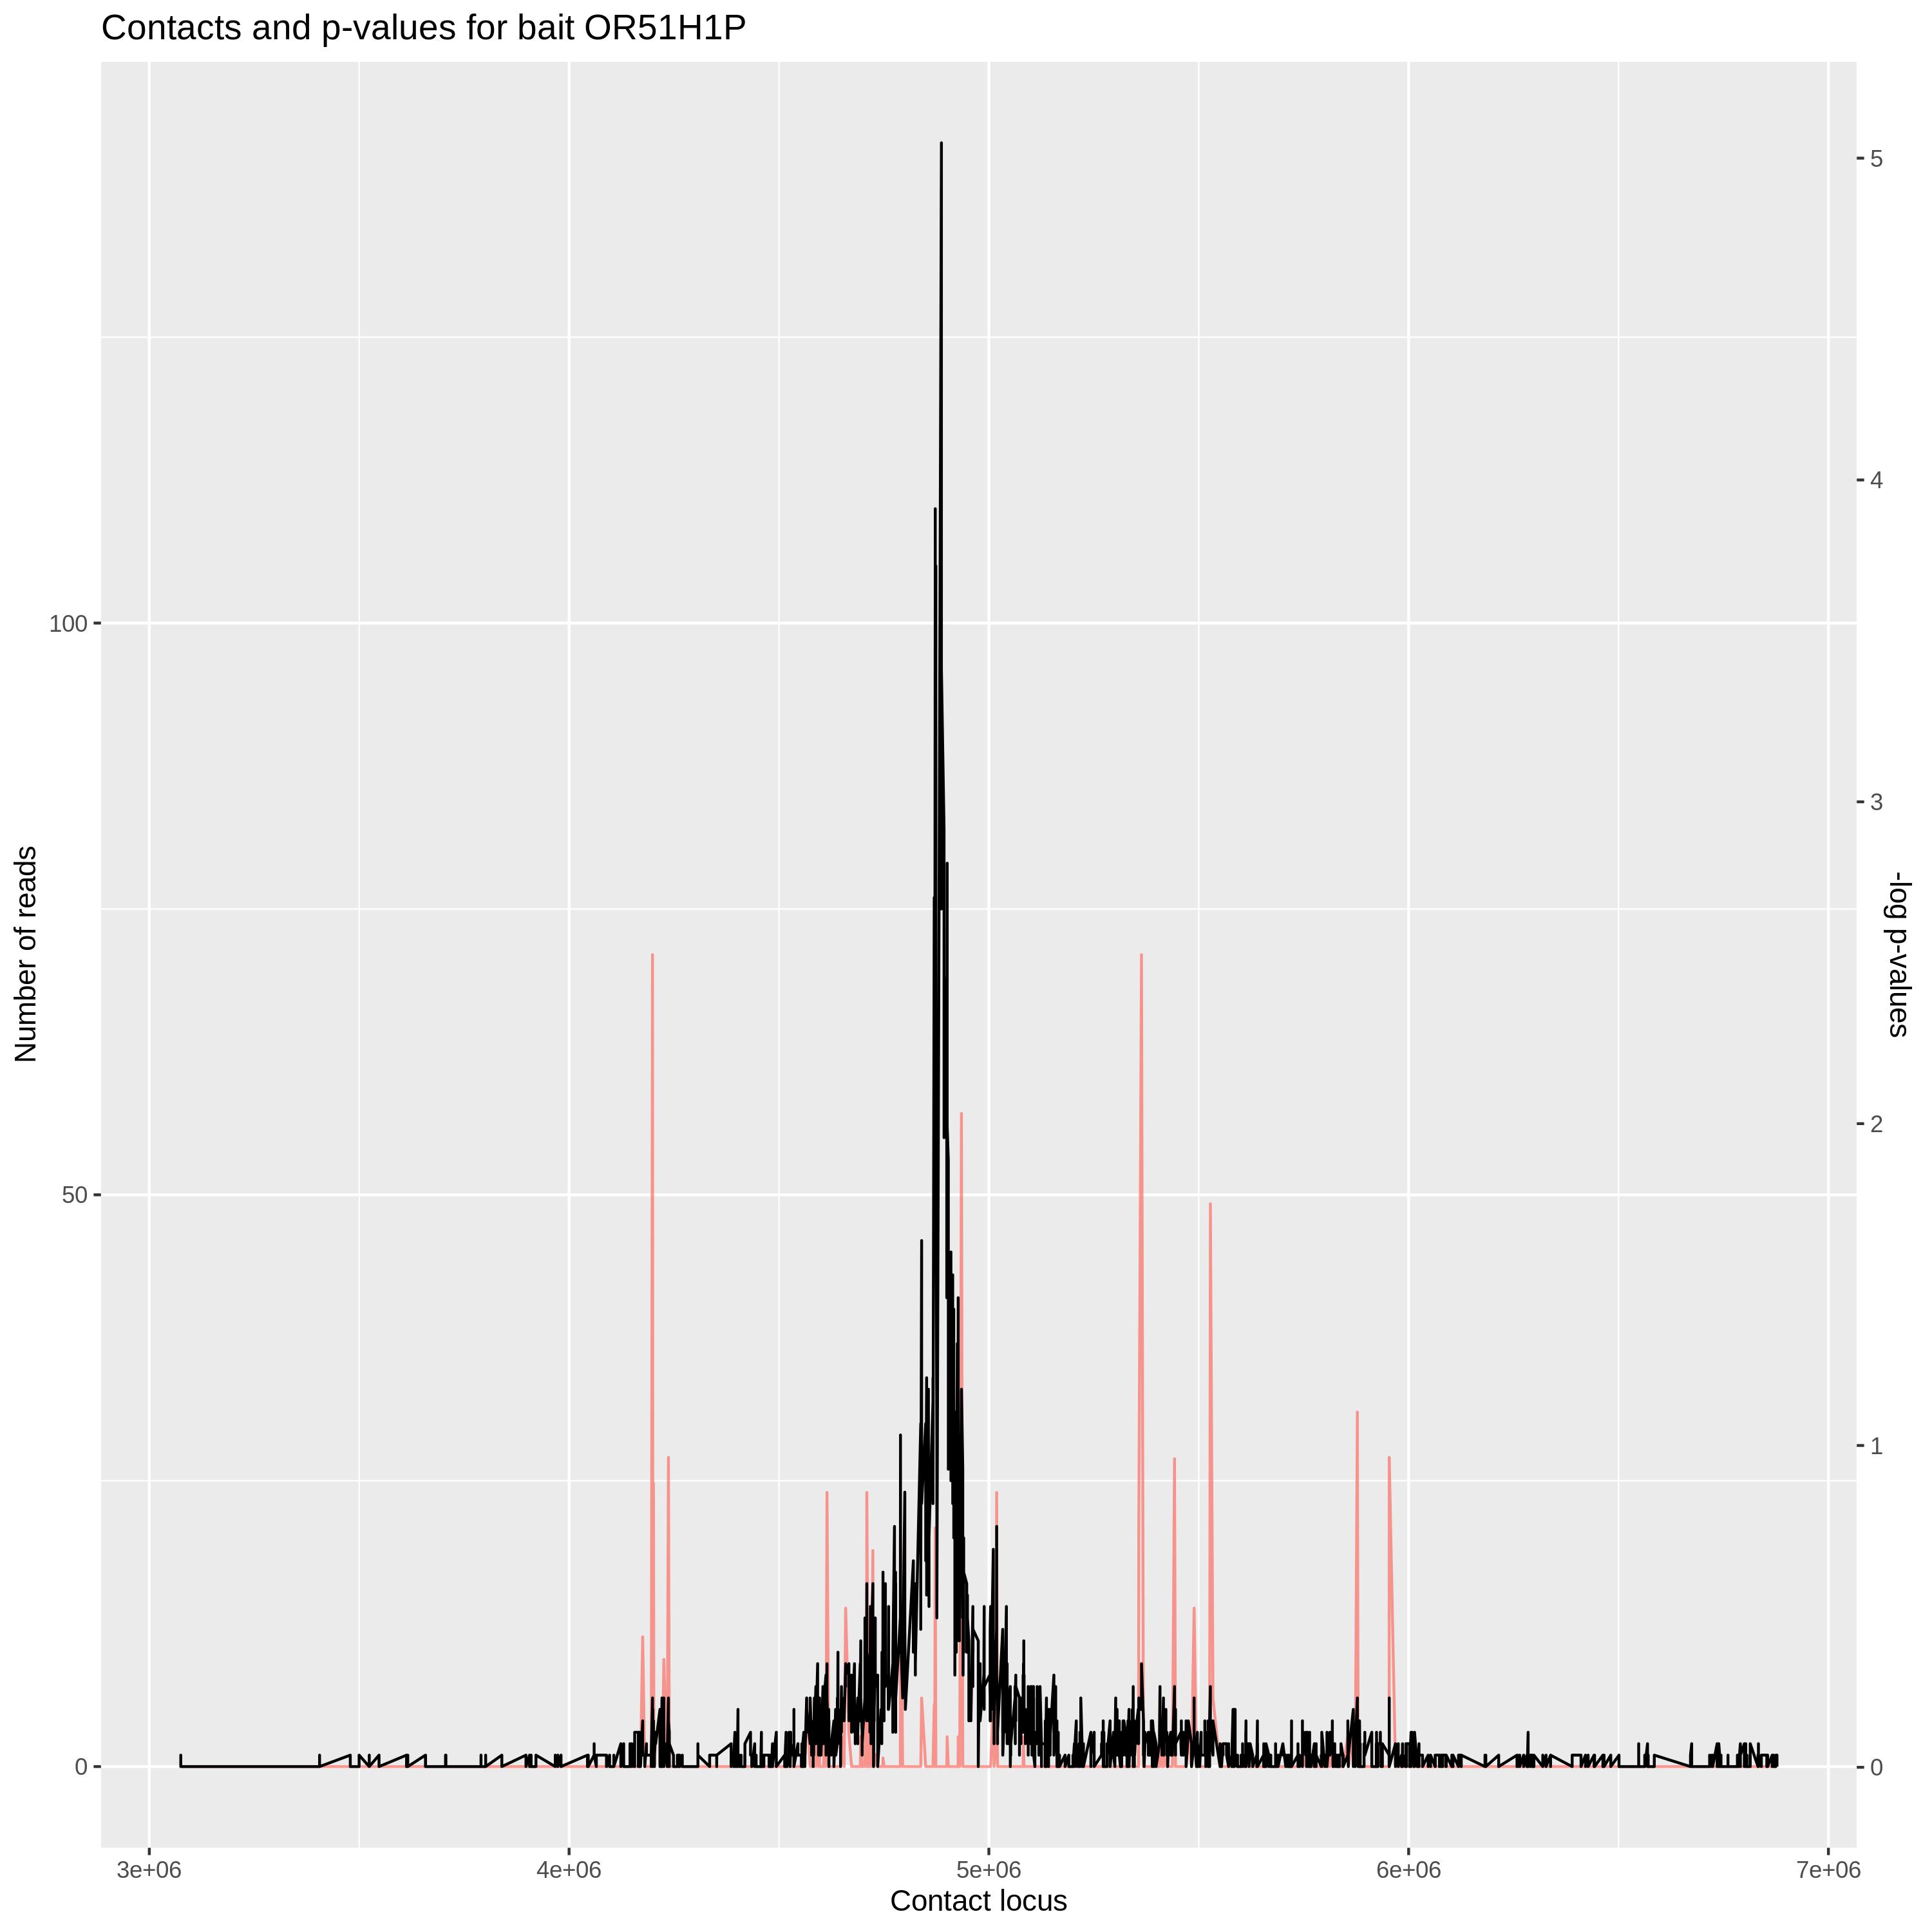 Contacts and p-values for bait OR51H1P
Number of reads
100
50
0
5
4
3
2
1
0
-log p-values
3e+06
4e+06
5e+06
6e+06
7e+06
Contact locus